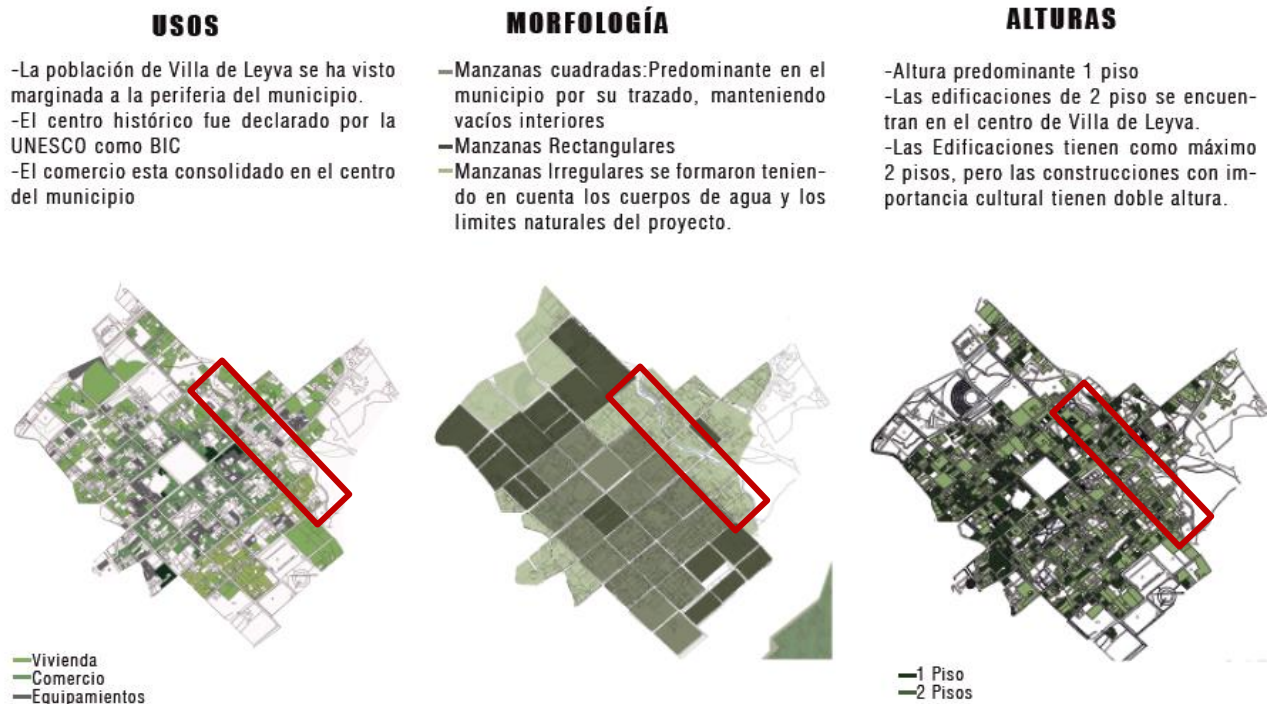 USOS
-La población de Villa de Leyva se ha visto
marginada a la periferia del municipio.
-El centro histórico fue declarado por la
UNESCO como BIC
-El comercio esta consolidado en el centro
del municipio
Vivienda
Comercio
Equipamientos
MORFOLOGÍA
Manzanas cuadradas:Predominante en el
municipio por su trazado, manteniendo
vacíos interiores
Manzanas Rectangulares
Manzanas Irregulares se formaron tenien-
do en cuenta los cuerpos de agua y los
limites naturales del proyecto.
ALTURAS
-Altura predominante 1 piso
-Las edificaciones de 2 piso se encuen-
tran en el centro de Villa de Leyva.
-Las Edificaciones tienen como máximo
2 pisos, pero las construcciones con im-
portancia cultural tienen doble altura.
1 Piso
2 Pisos